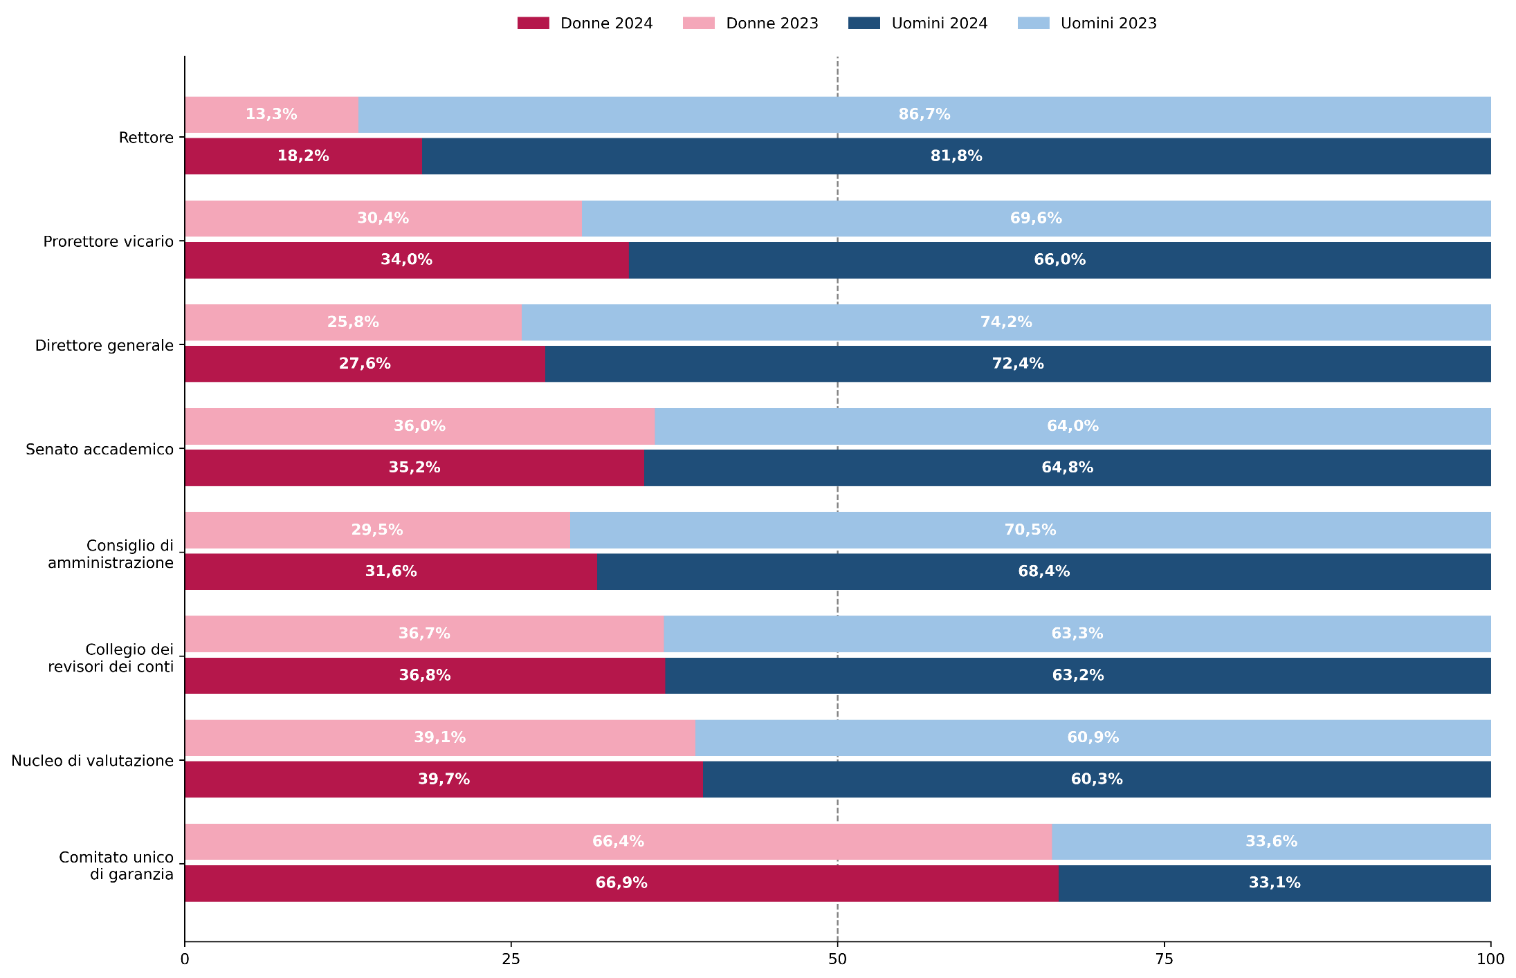 Donne 2024 Donne 2023 Uomini 2024 Uomini 2023
13,3% 86,7%
Rettore
18,2% 81,8%
30,4% 69,6%
Prorettore vicario
34,0% 66,0%
25,8% 74,2%
Direttore generale
27,6% 72,4%
36,0% 64,0%
Senato accademico
35,2% 64,8%
29,5% 70,5%
Consiglio di
amministrazione
31,6% 68,4%
36,7% 63,3%
Collegio dei
revisori dei conti
36,8% 63,2%
39,1% 60,9%
Nucleo di valutazione
39,7% 60,3%
66,4% 33,6%
Comitato unico
di garanzia
66,9% 33,1%
0 25 50 75 100